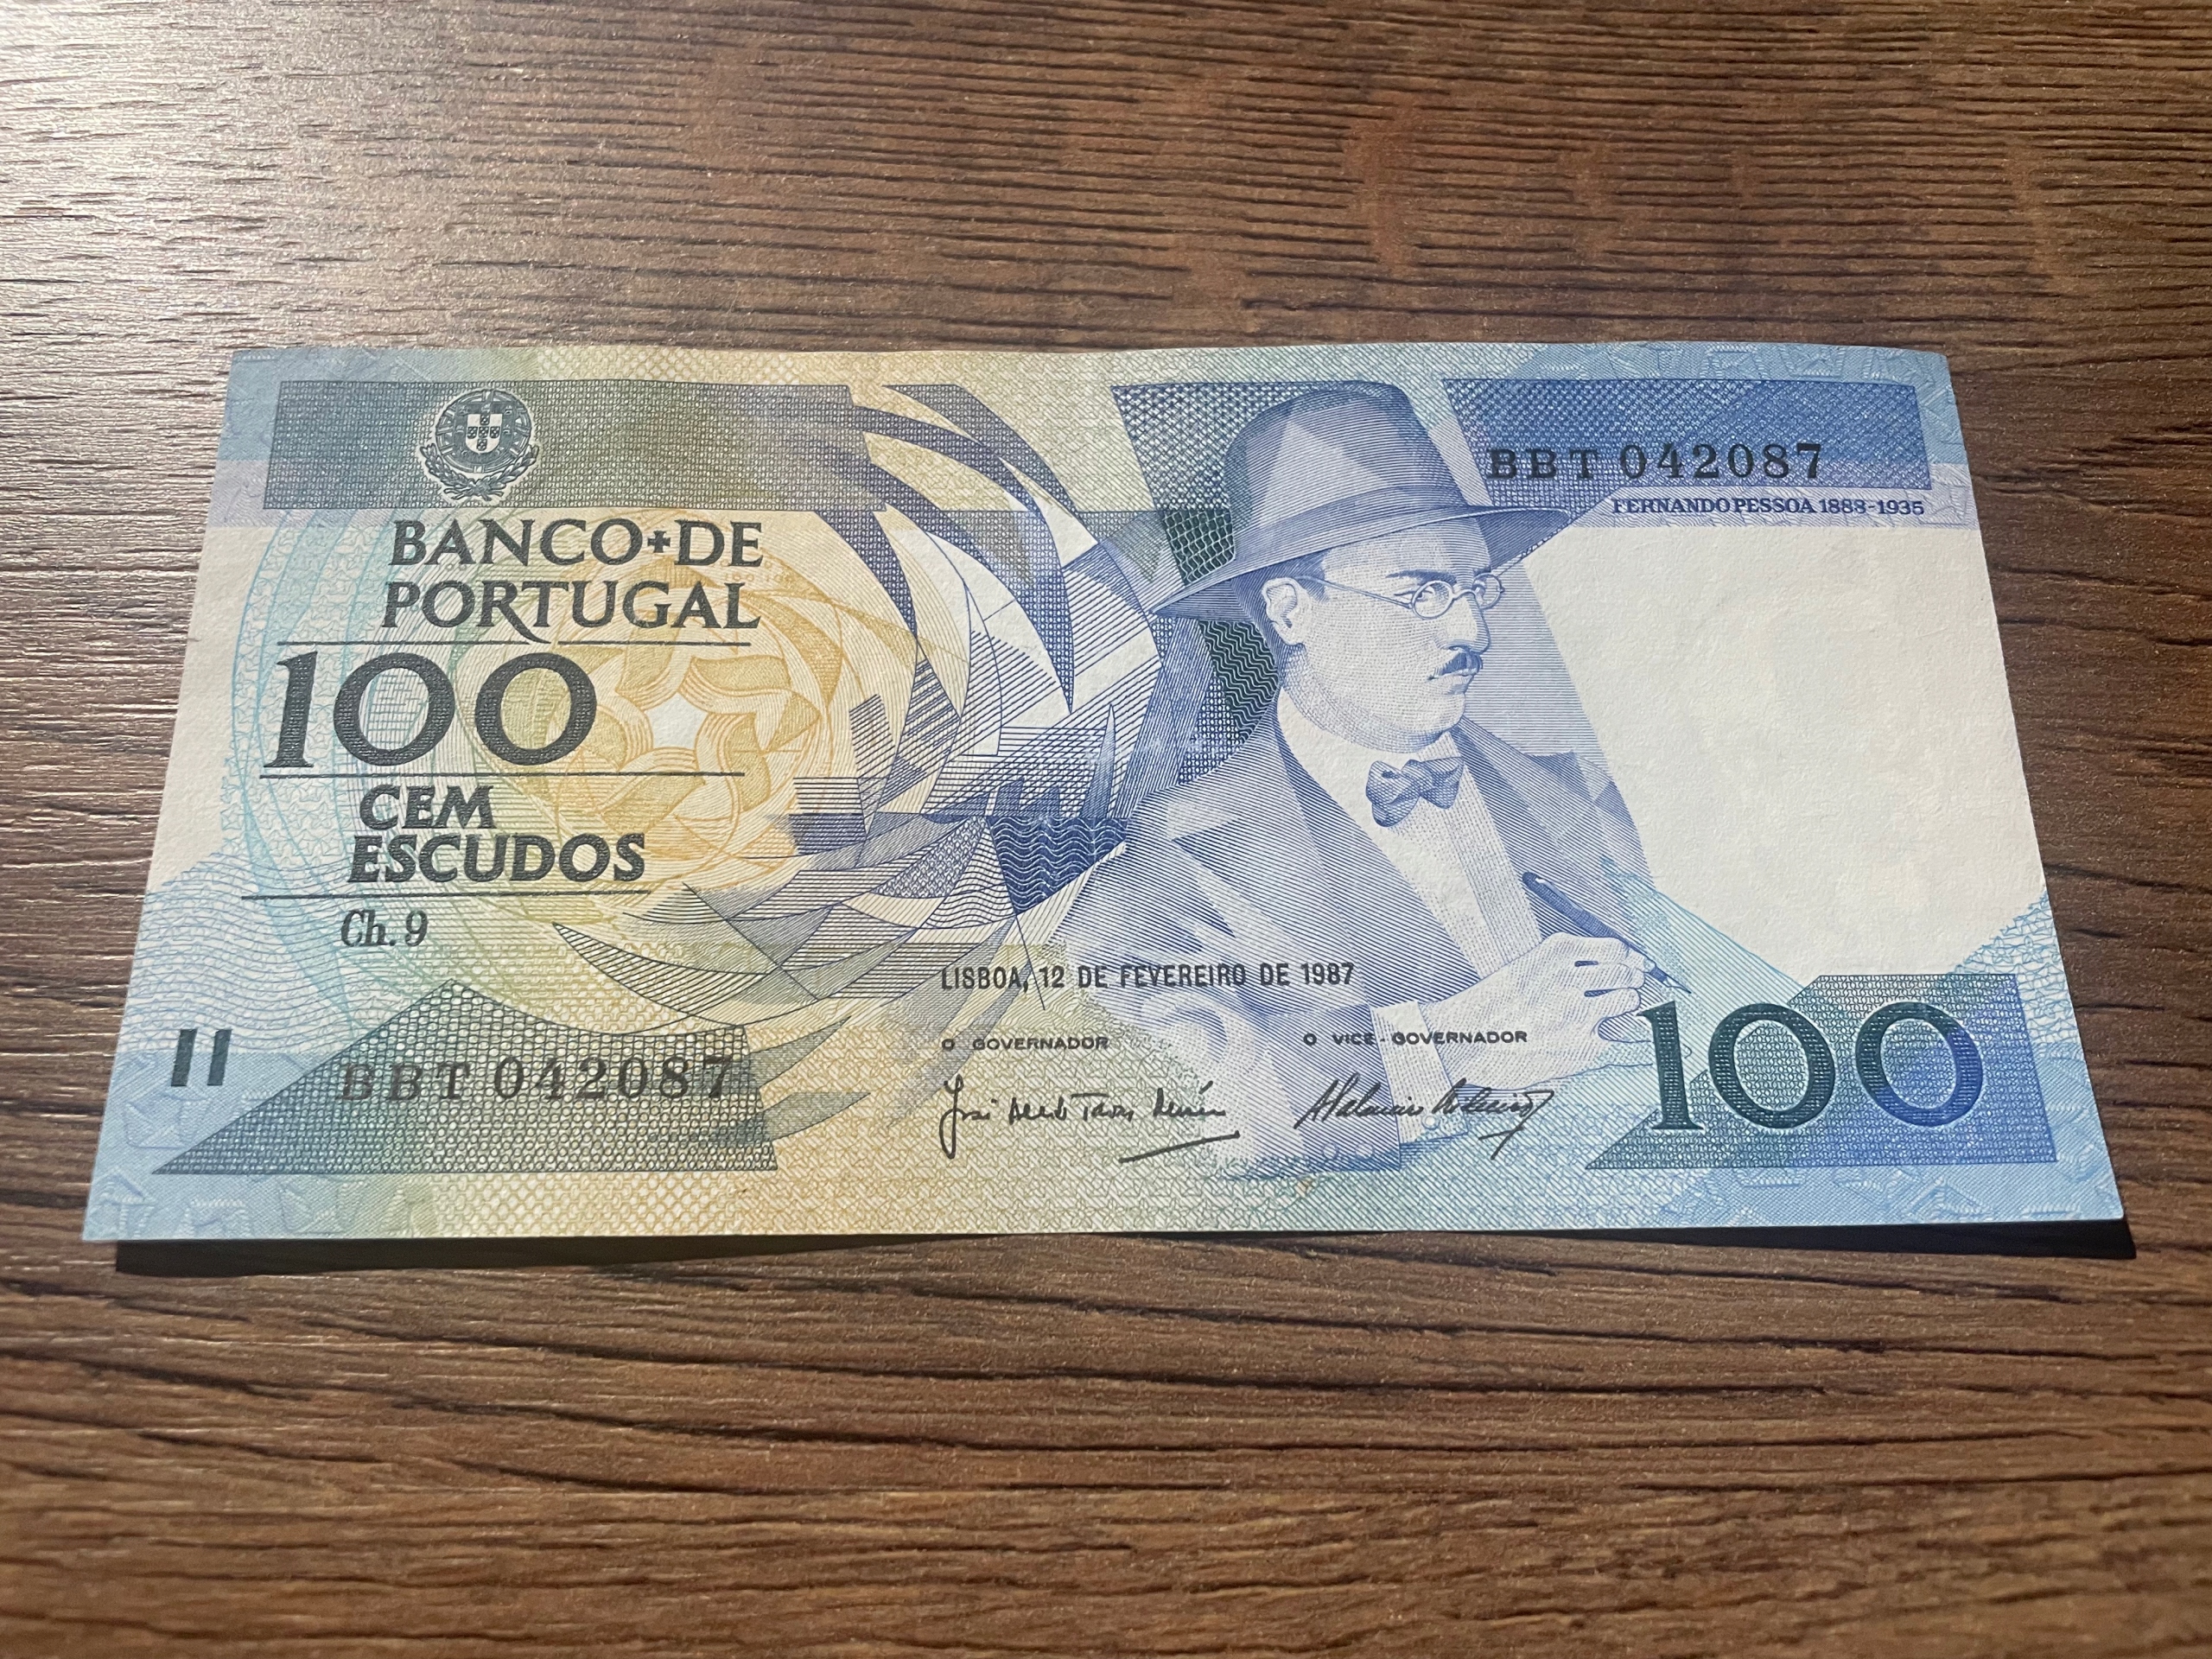 BBT 042087
FERNANDO PESSOA 1888-1935
BANCO+DE
PORTUGAL
100
CEM
ESCUDOS
Ch. 9
LISBOA, 12 DE FEVEREIRO DE 1987
O GOVERNADOR
O VICE-GOVERNADOR
BBT 042087
100